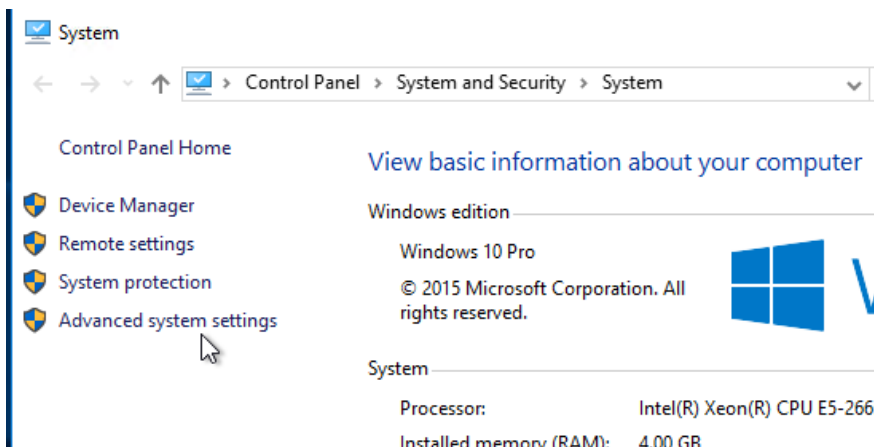 System
Control Panel > System and Security > System
Control Panel Home
Device Manager
Remote settings
System protection
Advanced system settings
View basic information about your computer
Windows edition
Windows 10 Pro
© 2015 Microsoft Corporation. All
rights reserved.
System
Processor: Intel(R) Xeon(R) CPU E5-266
Installed memory (RAM): 4.00 GB